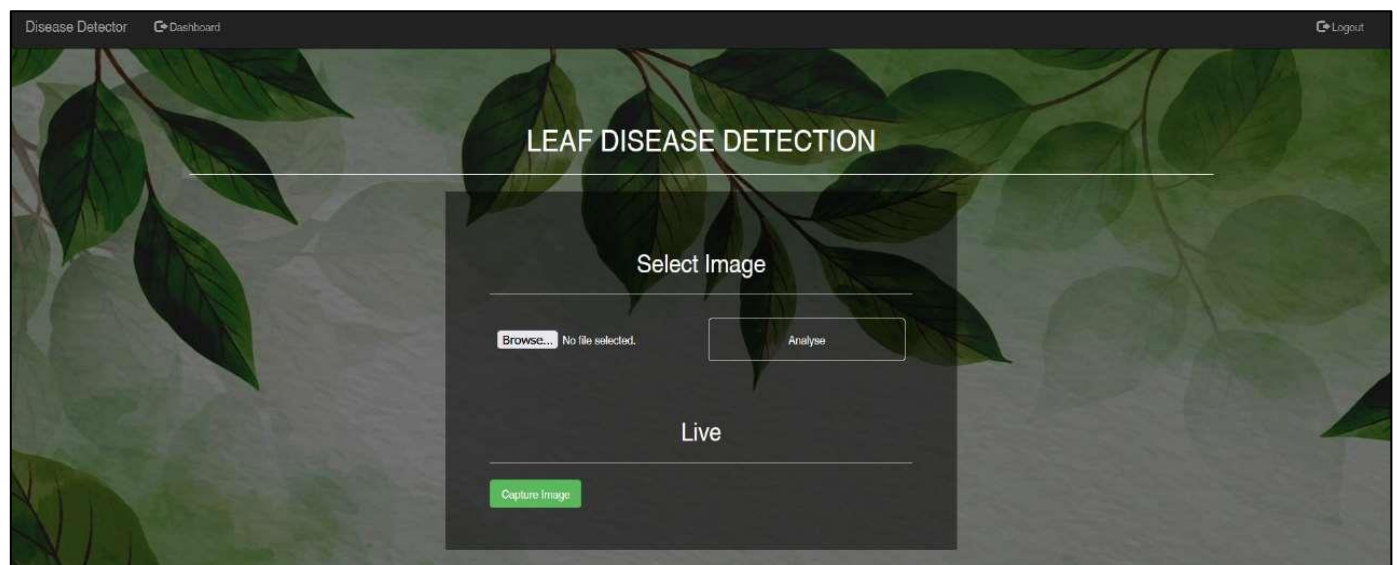 Disease Detector Dashboard Logout
LEAF DISEASE DETECTION
Select Image
Browse... No file selected. Analyse
Live
Capture Image